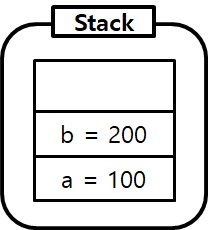 Stack
b = 200
a = 100